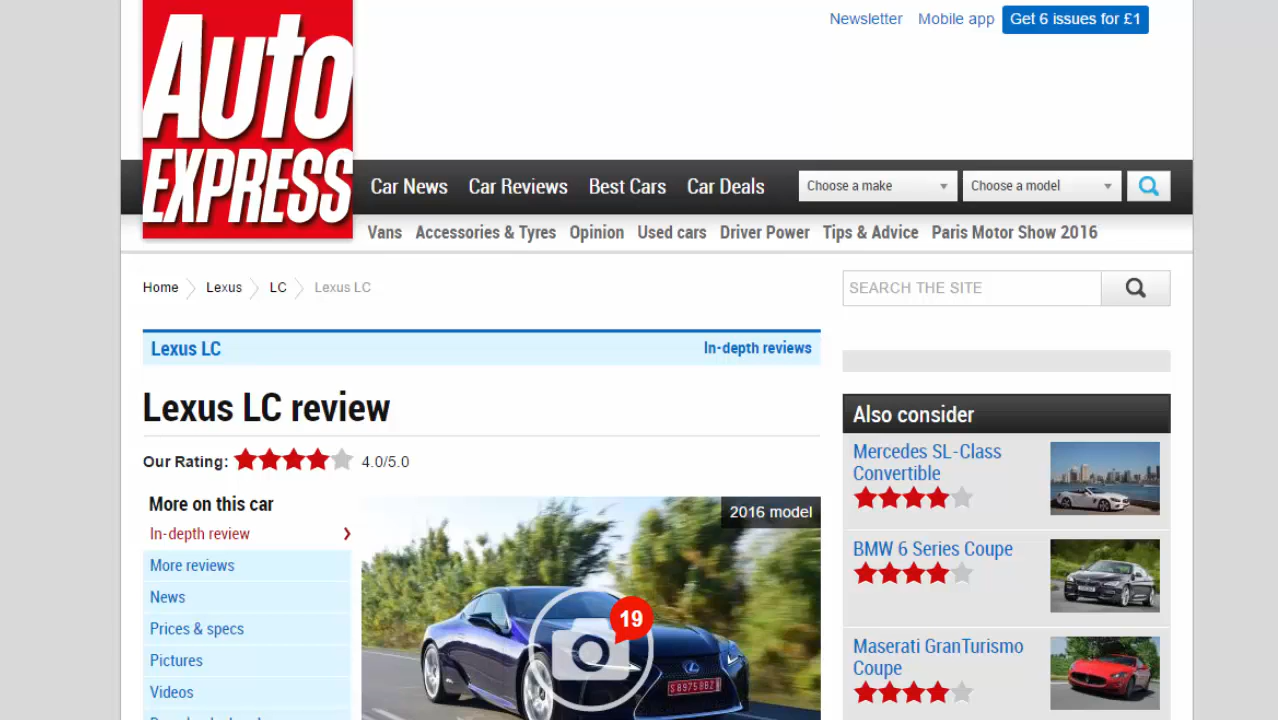 Auto
EXPRESS
Newsletter
Mobile app
Get 6 issues for £1
Car News
Car Reviews
Best Cars
Car Deals
Choose a make
Choose a model
Vans
Accessories & Tyres
Opinion
Used cars
Driver Power
Tips & Advice
Paris Motor Show 2016
Home
Lexus
LC
Lexus LC
SEARCH THE SITE
Lexus LC
In-depth reviews
Lexus LC review
Our Rating:
4.0/5.0
More on this car
In-depth review
More reviews
News
Prices & specs
Pictures
Videos
2016 model
19
Also consider
Mercedes SL-Class
Convertible
BMW 6 Series Coupe
Maserati GranTurismo
Coupe